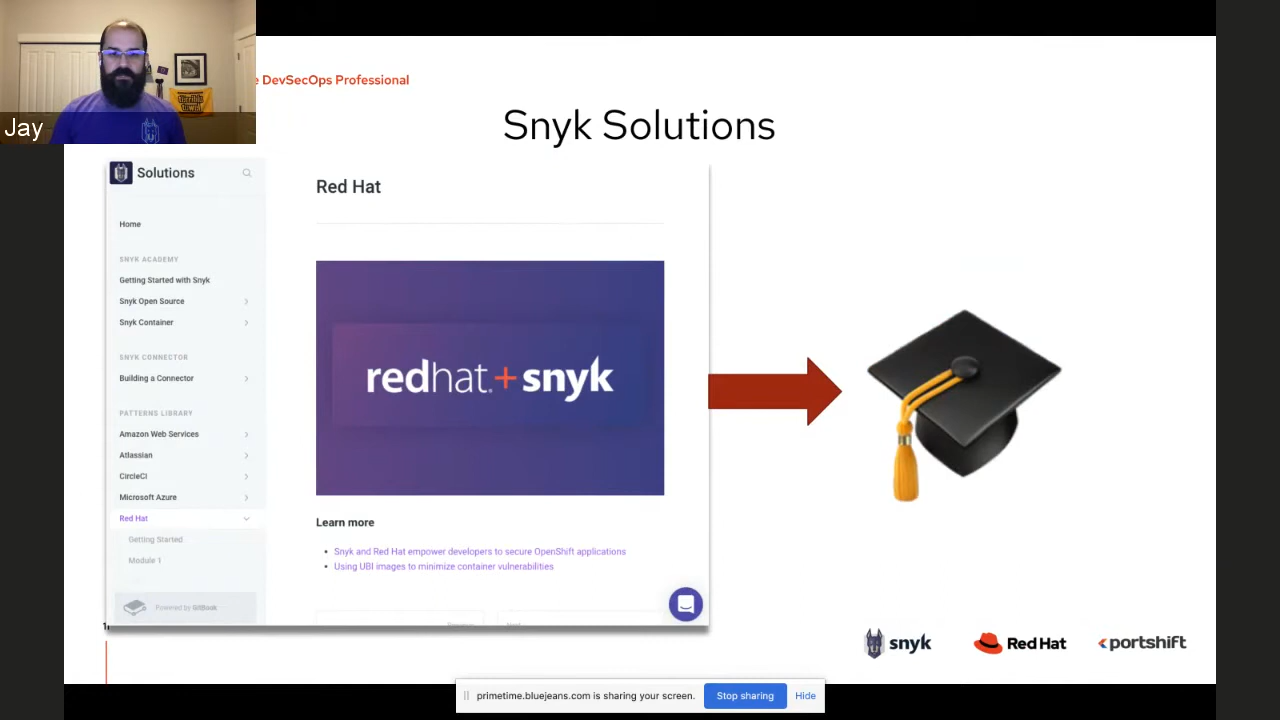 Jay
e DevSecOps Professional
Snyk Solutions
Solutions
Home
SNYK ACADEMY
Getting Started with Snyk
Snyk Open Source
Snyk Container
SNYK CONNECTOR
Building a Connector
PATTERNS LIBRARY
Amazon Web Services
Atlassian
CircleCI
Microsoft Azure
Red Hat
Getting Started
Module 1
Powered by GitBook
Red Hat
redhat.+snyk
Learn more
• Snyk and Red Hat empower developers to secure OpenShift applications
• Using UBI images to minimize container vulnerabilities
snyk
Red Hat
portshift
primetime.bluejeans.com is sharing your screen.
Stop sharing
Hide